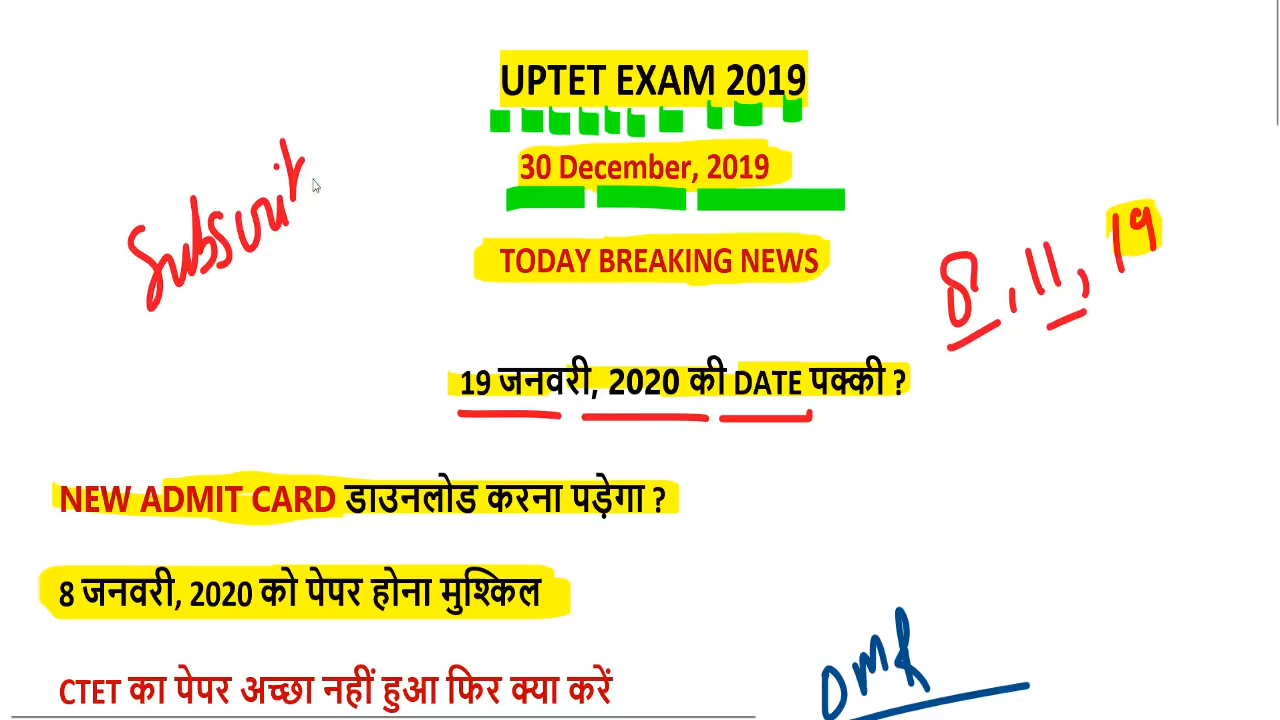 UPTET EXAM 2019
30 December, 2019
TODAY BREAKING NEWS
8, 11, 19
19 जनवरी, 2020 की DATE पक्की ?
NEW ADMIT CARD डाउनलोड करना पड़ेगा ?
8 जनवरी, 2020 को पेपर होना मुश्किल
CTET का पेपर अच्छा नहीं हुआ फिर क्या करें
OMR